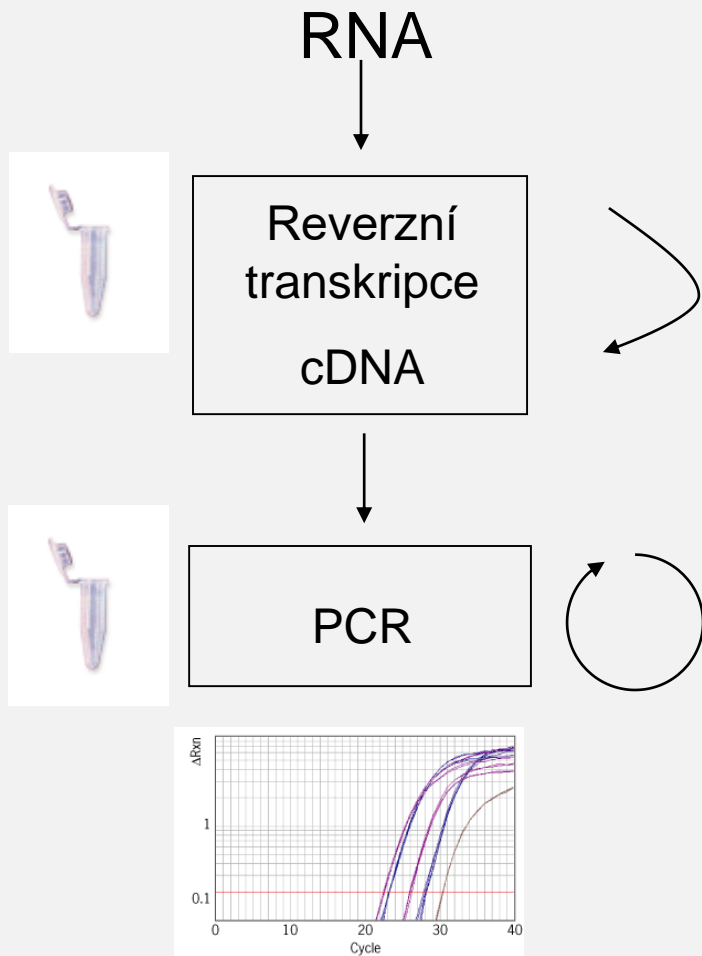 RNA
Reverzní
transkripce
cDNA
PCR
ΔRxn
1
0.1
0 10 20 30 40
Cycle